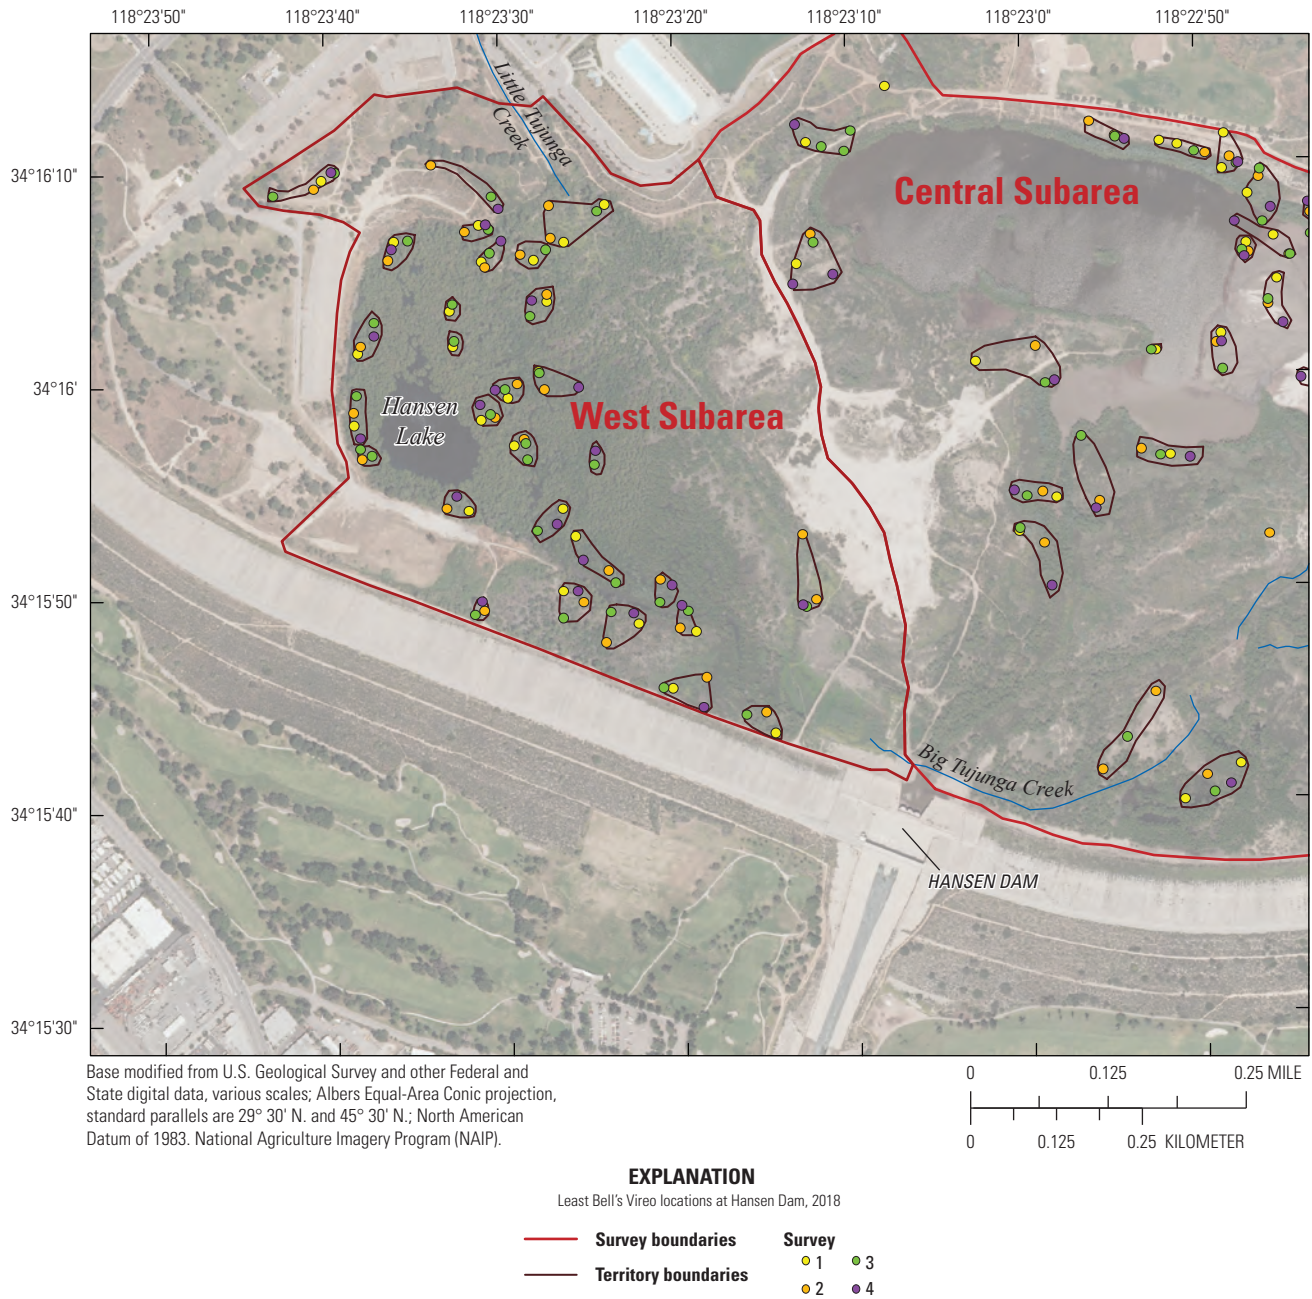 118°23'50" 118°23'40" 118°23'30" 118°23'20" 118°23'10" 118°23'0" 118°22'50"
Little Tujunga
Creek
34°16'10"
Central Subarea
34°16'
Hansen
Lake
West Subarea
34°15'50"
Big Tujunga Creek
34°15'40"
HANSEN DAM
34°15'30"
Base modified from U.S. Geological Survey and other Federal and
State digital data, various scales; Albers Equal-Area Conic projection,
standard parallels are 29° 30' N. and 45° 30' N.; North American
Datum of 1983. National Agriculture Imagery Program (NAIP).
0 0.125 0.25 MILE
0 0.125 0.25 KILOMETER
EXPLANATION
Least Bell's Vireo locations at Hansen Dam, 2018
Survey boundaries
Territory boundaries
Survey
1 3
2 4